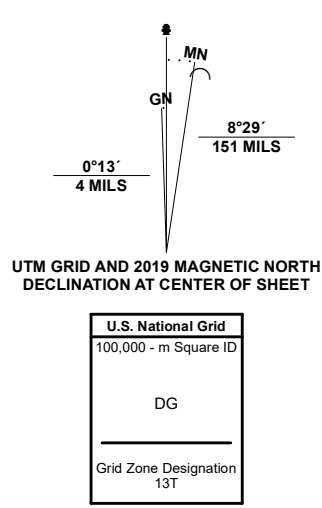 MN
GN
8°29´
151 MILS
0°13´
4 MILS
UTM GRID AND 2019 MAGNETIC NORTH
DECLINATION AT CENTER OF SHEET
U.S. National Grid
100,000 - m Square ID
DG
Grid Zone Designation
13T